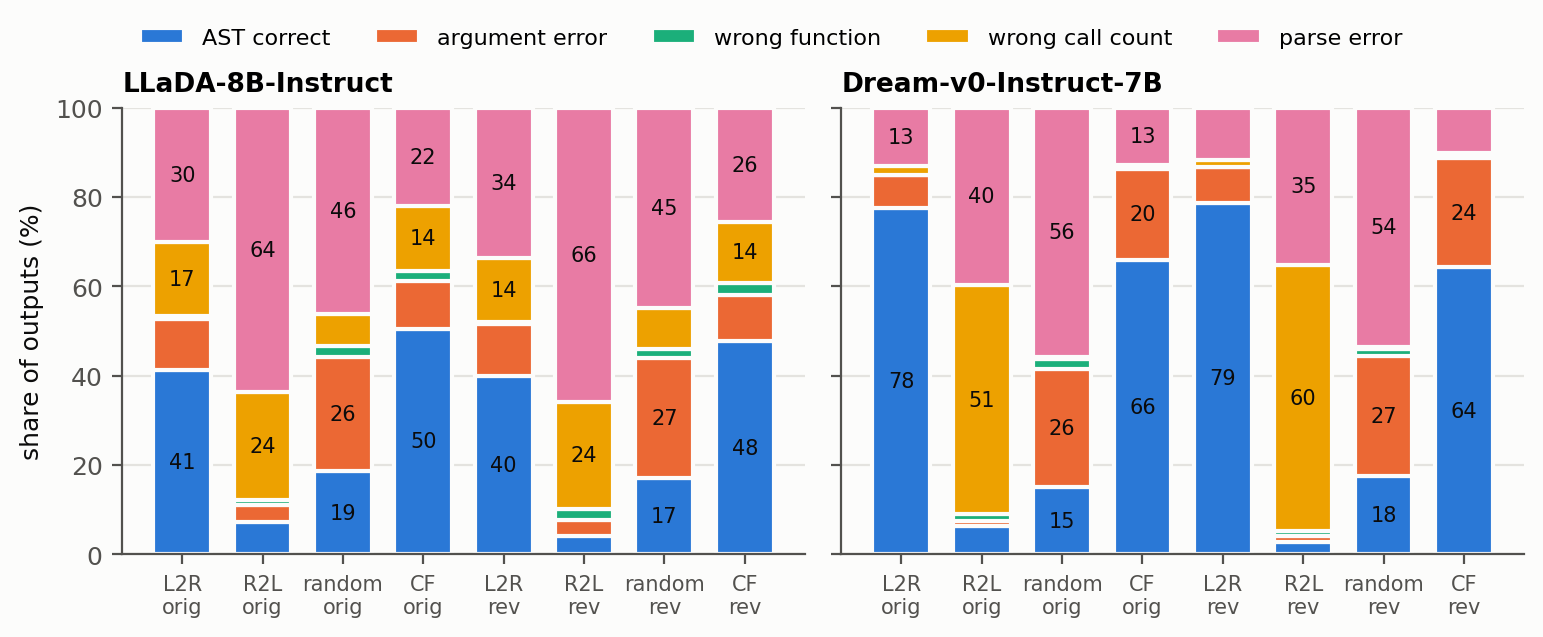 AST correct argument error wrong function wrong call count parse error
LLaDA-8B-Instruct
share of outputs (%)
100
80
60
40
20
0
30
17
41
64
24
46
26
19
22
14
50
34
14
40
66
24
45
27
17
26
14
48
L2R orig
R2L orig
random orig
CF orig
L2R rev
R2L rev
random rev
CF rev
Dream-v0-Instruct-7B
13
78
40
51
56
26
15
13
20
66
79
35
60
54
27
18
24
64
L2R orig
R2L orig
random orig
CF orig
L2R rev
R2L rev
random rev
CF rev